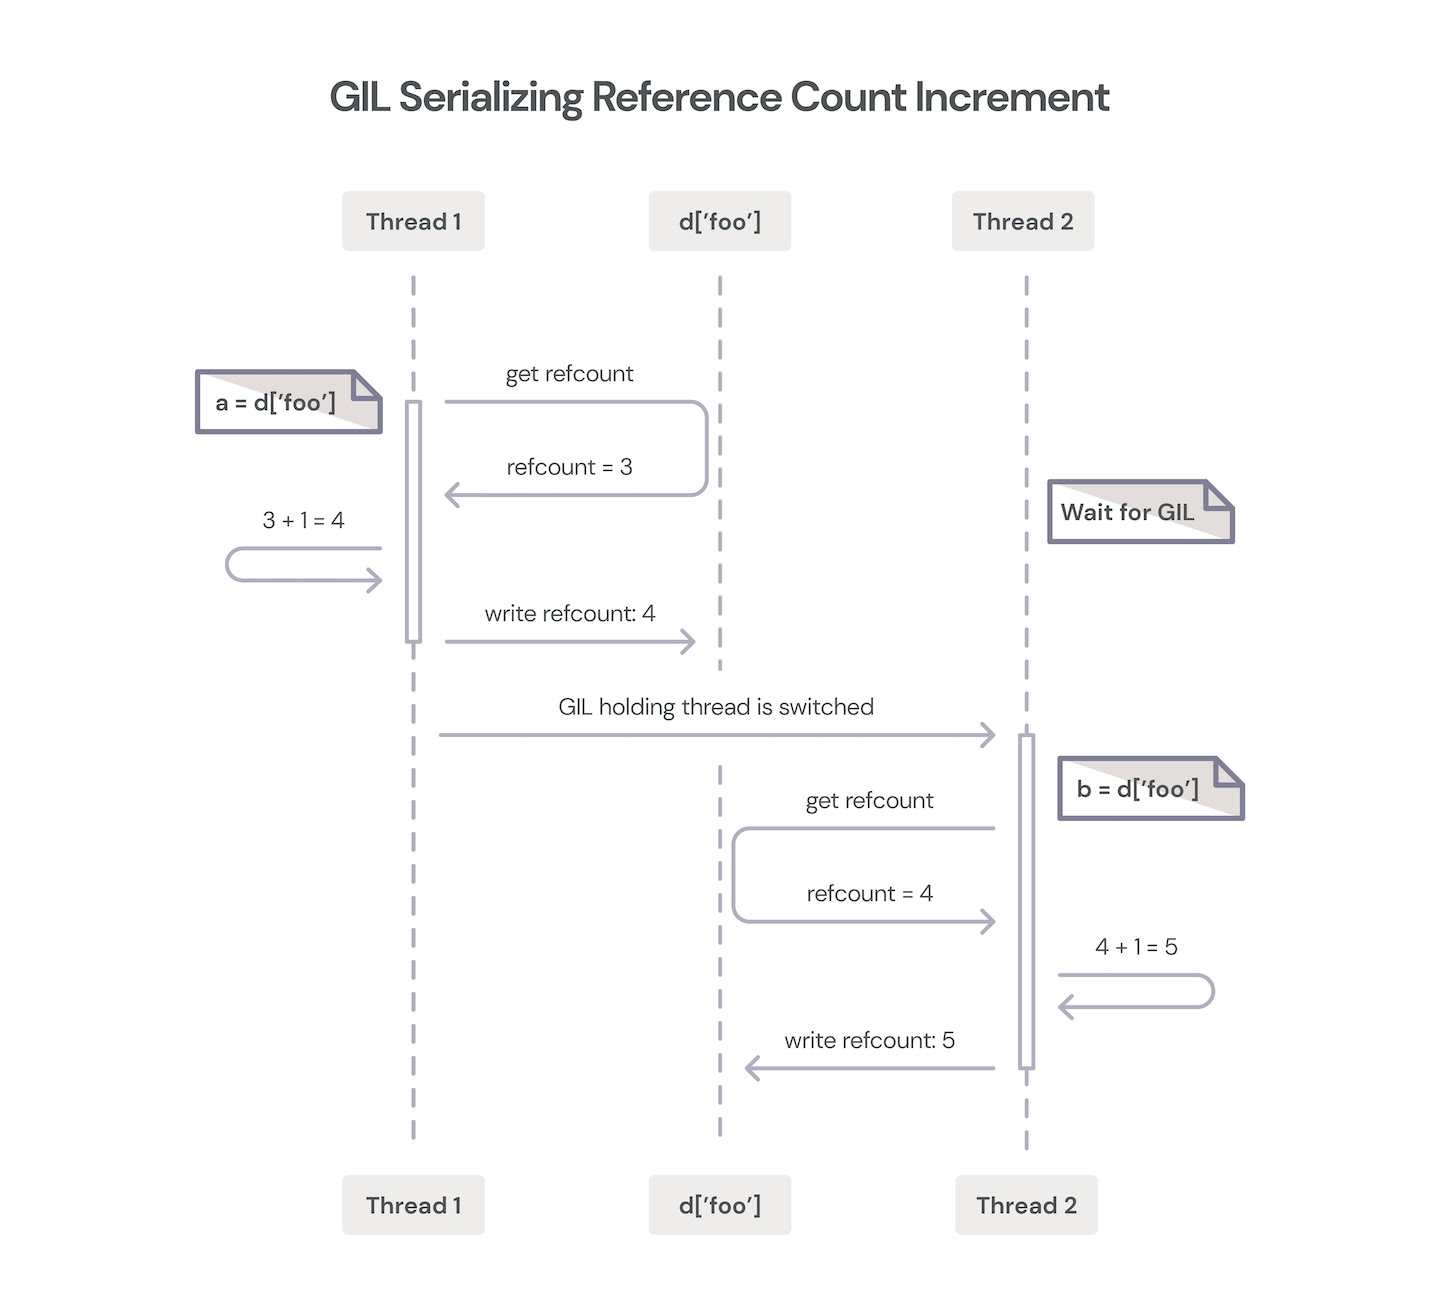 GIL Serializing Reference Count Increment
Thread 1
d['foo']
Thread 2
get refcount
a = d['foo']
refcount = 3
Wait for GIL
3 + 1 = 4
write refcount: 4
GIL holding thread is switched
b = d['foo']
get refcount
refcount = 4
4 + 1 = 5
write refcount: 5
Thread 1
d['foo']
Thread 2